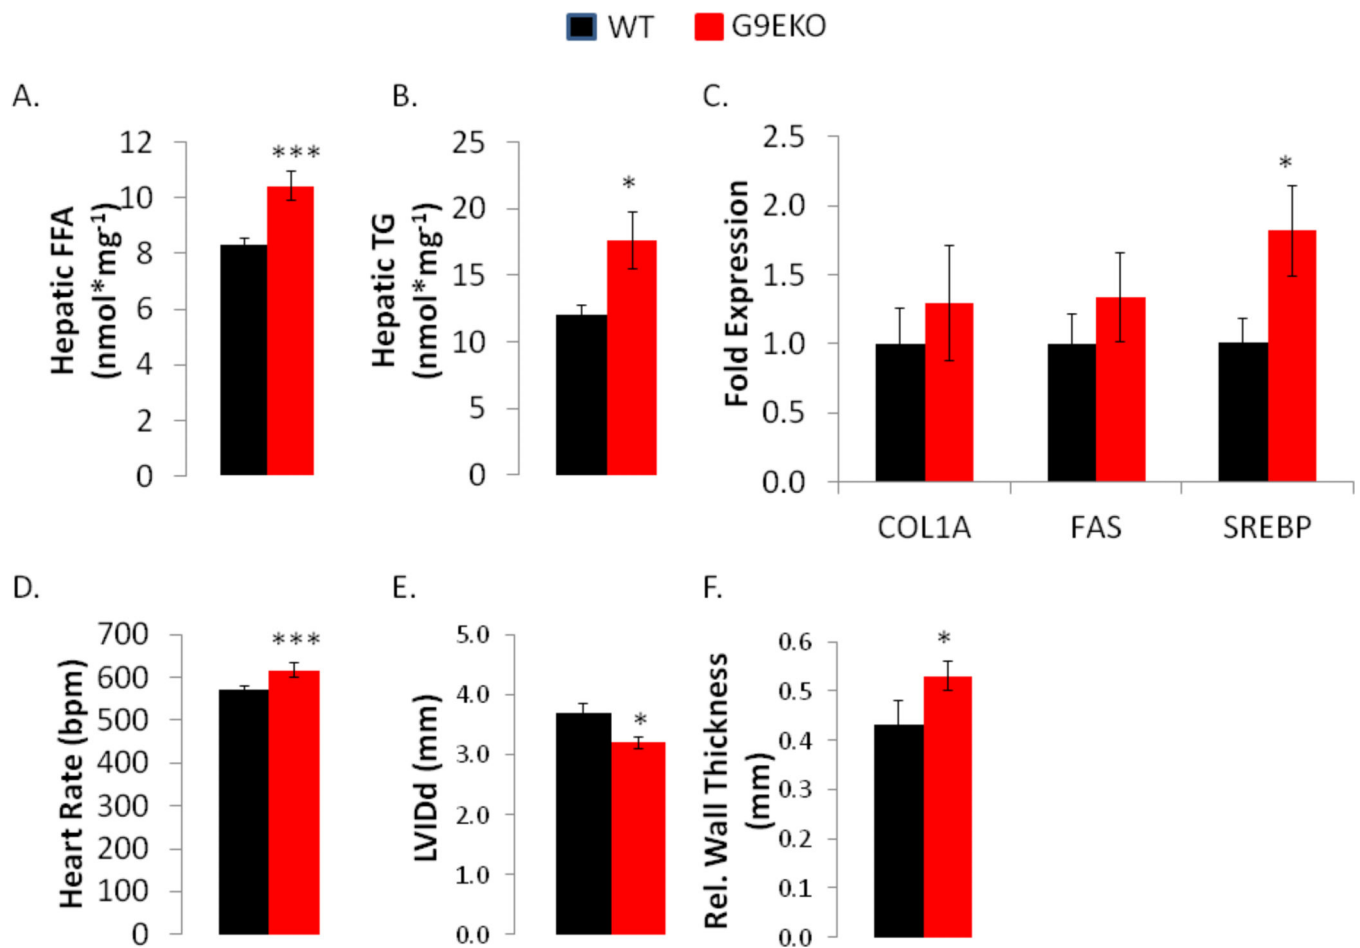 WT G9EKO
A.
Hepatic FFA
(nmol*mg-1)
12
10
8
6
4
2
0
***
B.
Hepatic TG
(nmol*mg-1)
25
20
15
10
5
0
*
C.
Fold Expression
2.5
2.0
1.5
1.0
0.5
0.0
*
COL1A FAS SREBP
D.
Heart Rate (bpm)
700
600
500
400
300
200
100
0
***
E.
LVIDd (mm)
5.0
4.0
3.0
2.0
1.0
0.0
*
F.
Rel. Wall Thickness
(mm)
0.6
0.5
0.4
0.3
0.2
0.1
0.0
*